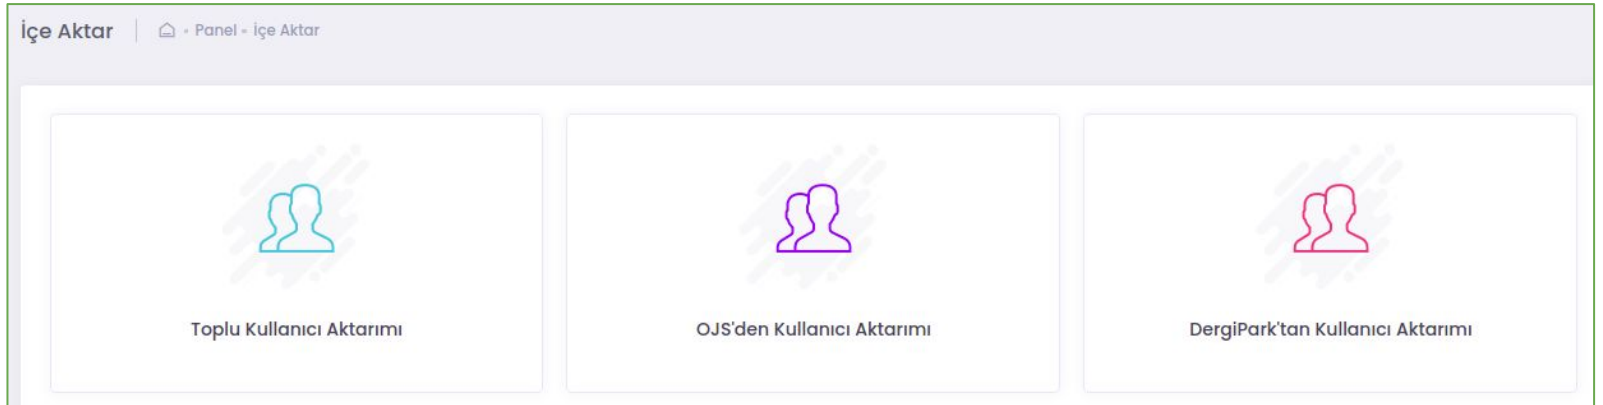 İçe Aktar
Panel - İçe Aktar
Toplu Kullanıcı Aktarımı
OJS'den Kullanıcı Aktarımı
DergiPark'tan Kullanıcı Aktarımı